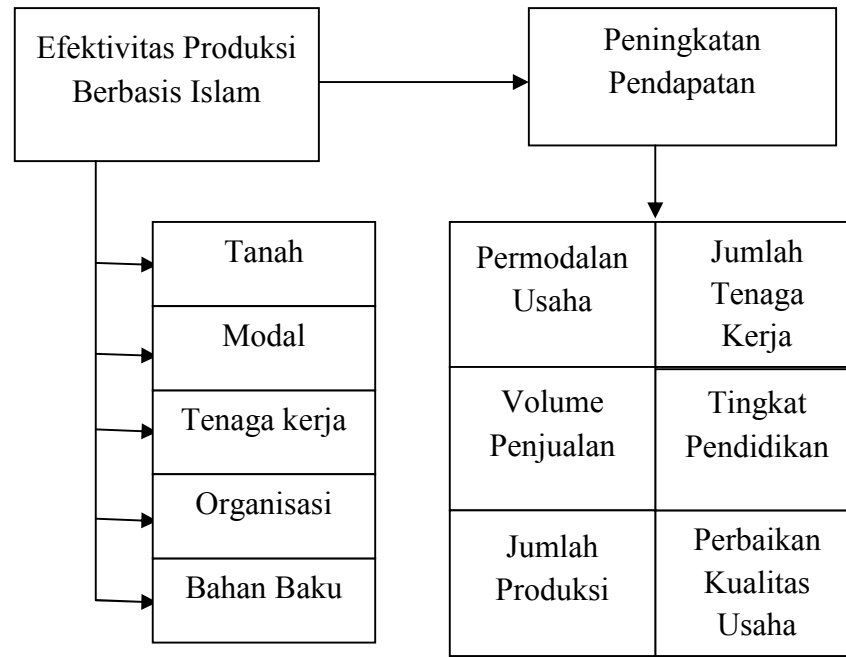 Efektivitas Produksi
Berbasis Islam
Peningkatan
Pendapatan
Tanah
Modal
Tenaga kerja
Organisasi
Bahan Baku
Permodalan
Usaha
Jumlah
Tenaga
Kerja
Volume
Penjualan
Tingkat
Pendidikan
Jumlah
Produksi
Perbaikan
Kualitas
Usaha